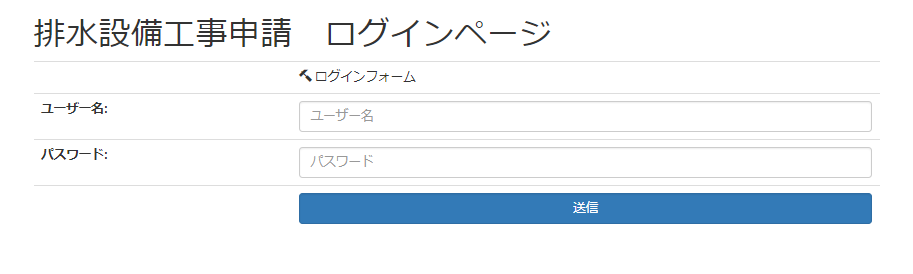 排水設備工事申請　ログインページ
ログインフォーム
ユーザー名:
ユーザー名
パスワード:
パスワード
送信